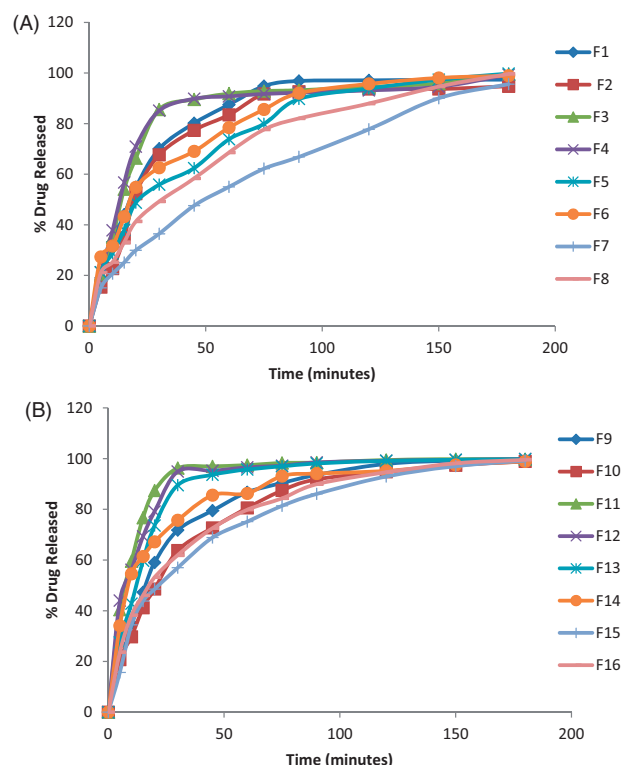 (A)
120
100
80
60
40
20
0
% Drug Released
0 50 100 150 200
Time (minutes)
F1
F2
F3
F4
F5
F6
F7
F8
(B)
120
100
80
60
40
20
0
% Drug Released
0 50 100 150 200
Time (minutes)
F9
F10
F11
F12
F13
F14
F15
F16